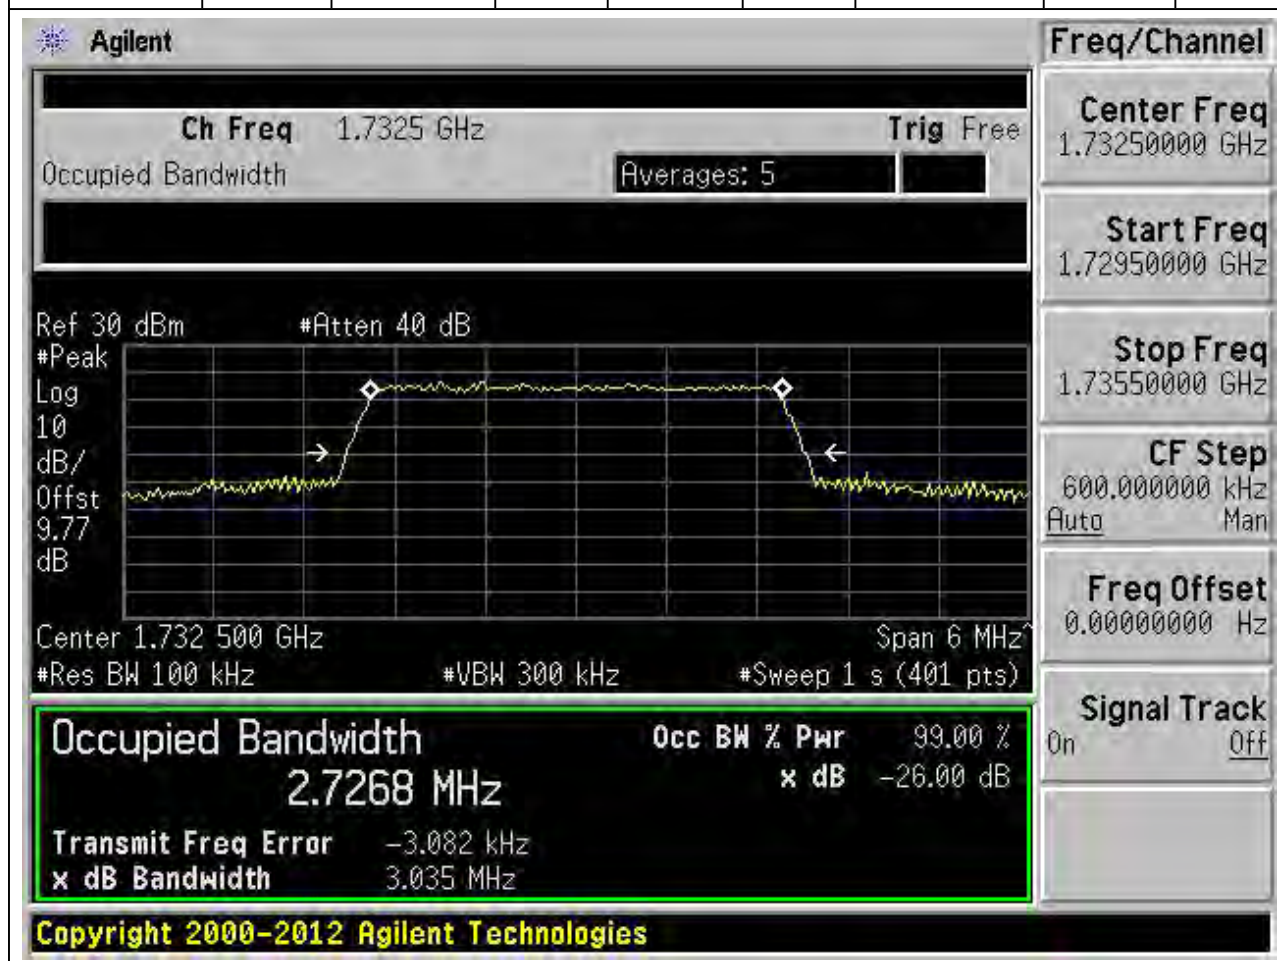 Agilent
Freq/Channel
Ch Freq 1.7325 GHz Trig Free
Occupied Bandwidth Averages: 5
Center Freq
1.73250000 GHz
Start Freq
1.72950000 GHz
Stop Freq
1.73550000 GHz
CF Step
600.000000 kHz
Auto Man
Freq Offset
0.00000000 Hz
Signal Track
On Off
Ref 30 dBm #Atten 40 dB
#Peak
Log
10
dB/
Offst
9.77
dB
Center 1.732 500 GHz Span 6 MHz^
#Res BW 100 kHz #VBW 300 kHz #Sweep 1 s (401 pts)
Occupied Bandwidth Occ BW % Pwr 99.00 %
2.7268 MHz x dB -26.00 dB
Transmit Freq Error -3.082 kHz
x dB Bandwidth 3.035 MHz
Copyright 2000-2012 Agilent Technologies